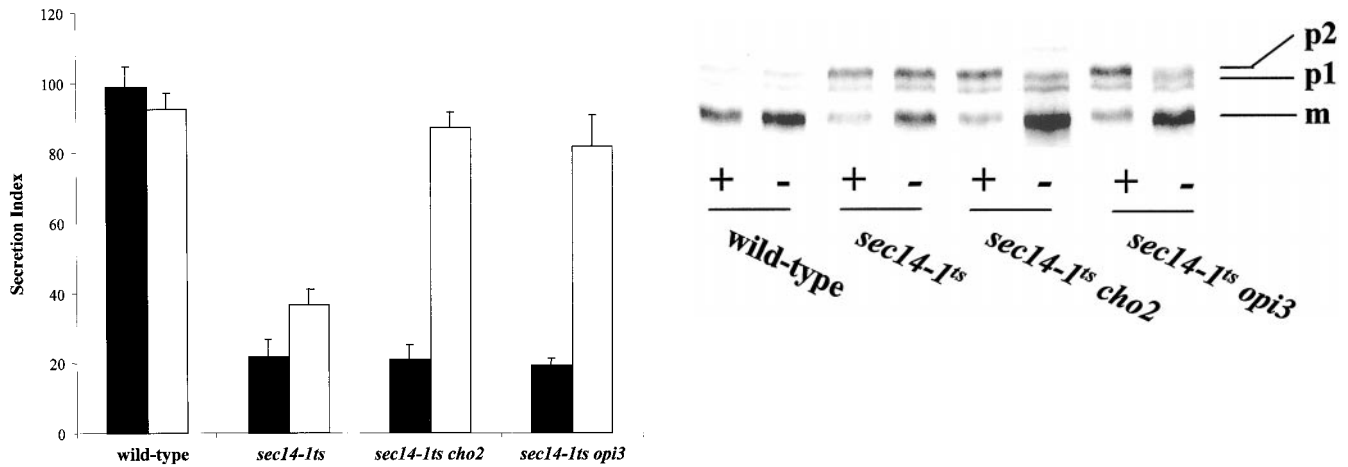 120
100
80
60
40
20
0
Secretion Index
wild-type
sec14-1ts
sec14-1ts cho2
sec14-1ts opi3
p2
p1
m
+ - + - + - + -
wild-type
sec14-1ts
sec14-1ts cho2
sec14-1ts opi3